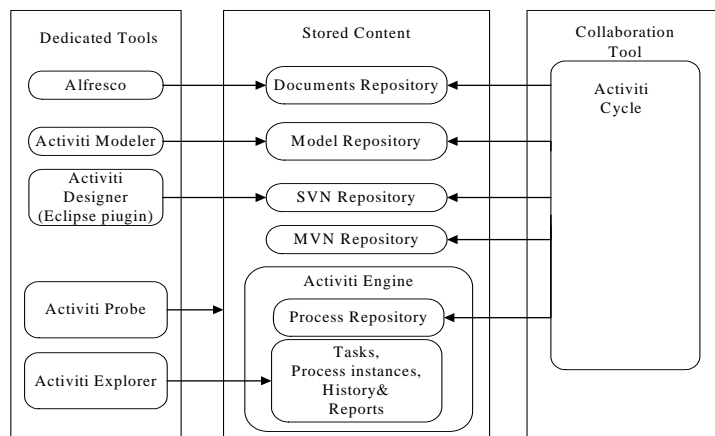 Dedicated Tools
Alfresco
Activiti Modeler
Activiti
Designer
(Eclipse piugin)
Activiti Probe
Activiti Explorer
Stored Content
Documents Repository
Model Repository
SVN Repository
MVN Repository
Activiti Engine
Process Repository
Tasks,
Process instances,
History&
Reports
Collaboration
Tool
Activiti
Cycle